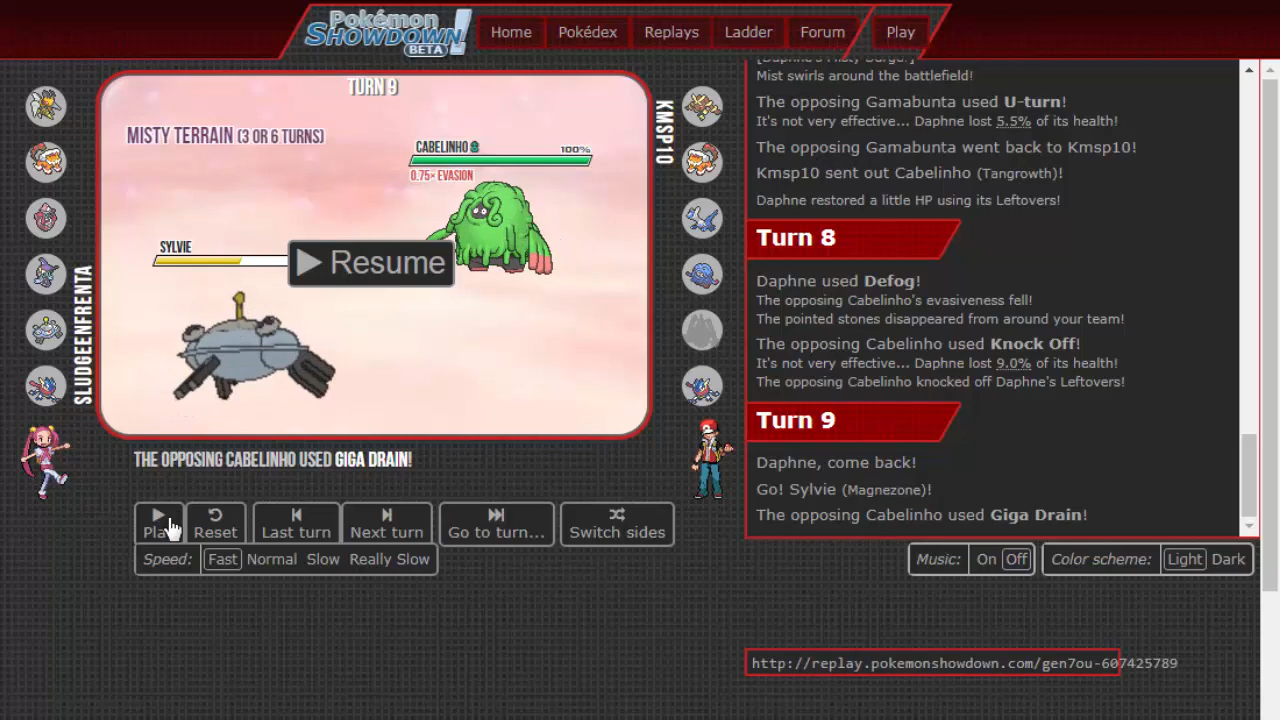 Pokémon
SHOWDOWN!
BETA
Home
Pokédex
Replays
Ladder
Forum
Play
TURN 9
MISTY TERRAIN (3 OR 6 TURNS)
CABELINHO
100%
0.75× EVASION
SYLVIE
Resume
SLUDGEENFRENTA
KMSP10
THE OPPOSING CABELINHO USED GIGA DRAIN!
Play
Reset
Last turn
Next turn
Go to turn...
Switch sides
Speed: Fast Normal Slow Really Slow
Mist swirls around the battlefield!
The opposing Gamabunta used U-turn!
It's not very effective... Daphne lost 5.5% of its health!
The opposing Gamabunta went back to Kmsp10!
Kmsp10 sent out Cabelinho (Tangrowth)!
Daphne restored a little HP using its Leftovers!
Turn 8
Daphne used Defog!
The opposing Cabelinho's evasiveness fell!
The pointed stones disappeared from around your team!
The opposing Cabelinho used Knock Off!
It's not very effective... Daphne lost 9.0% of its health!
The opposing Cabelinho knocked off Daphne's Leftovers!
Turn 9
Daphne, come back!
Go! Sylvie (Magnezone)!
The opposing Cabelinho used Giga Drain!
Music: On Off
Color scheme: Light Dark
http://replay.pokemonshowdown.com/gen7ou-607425789